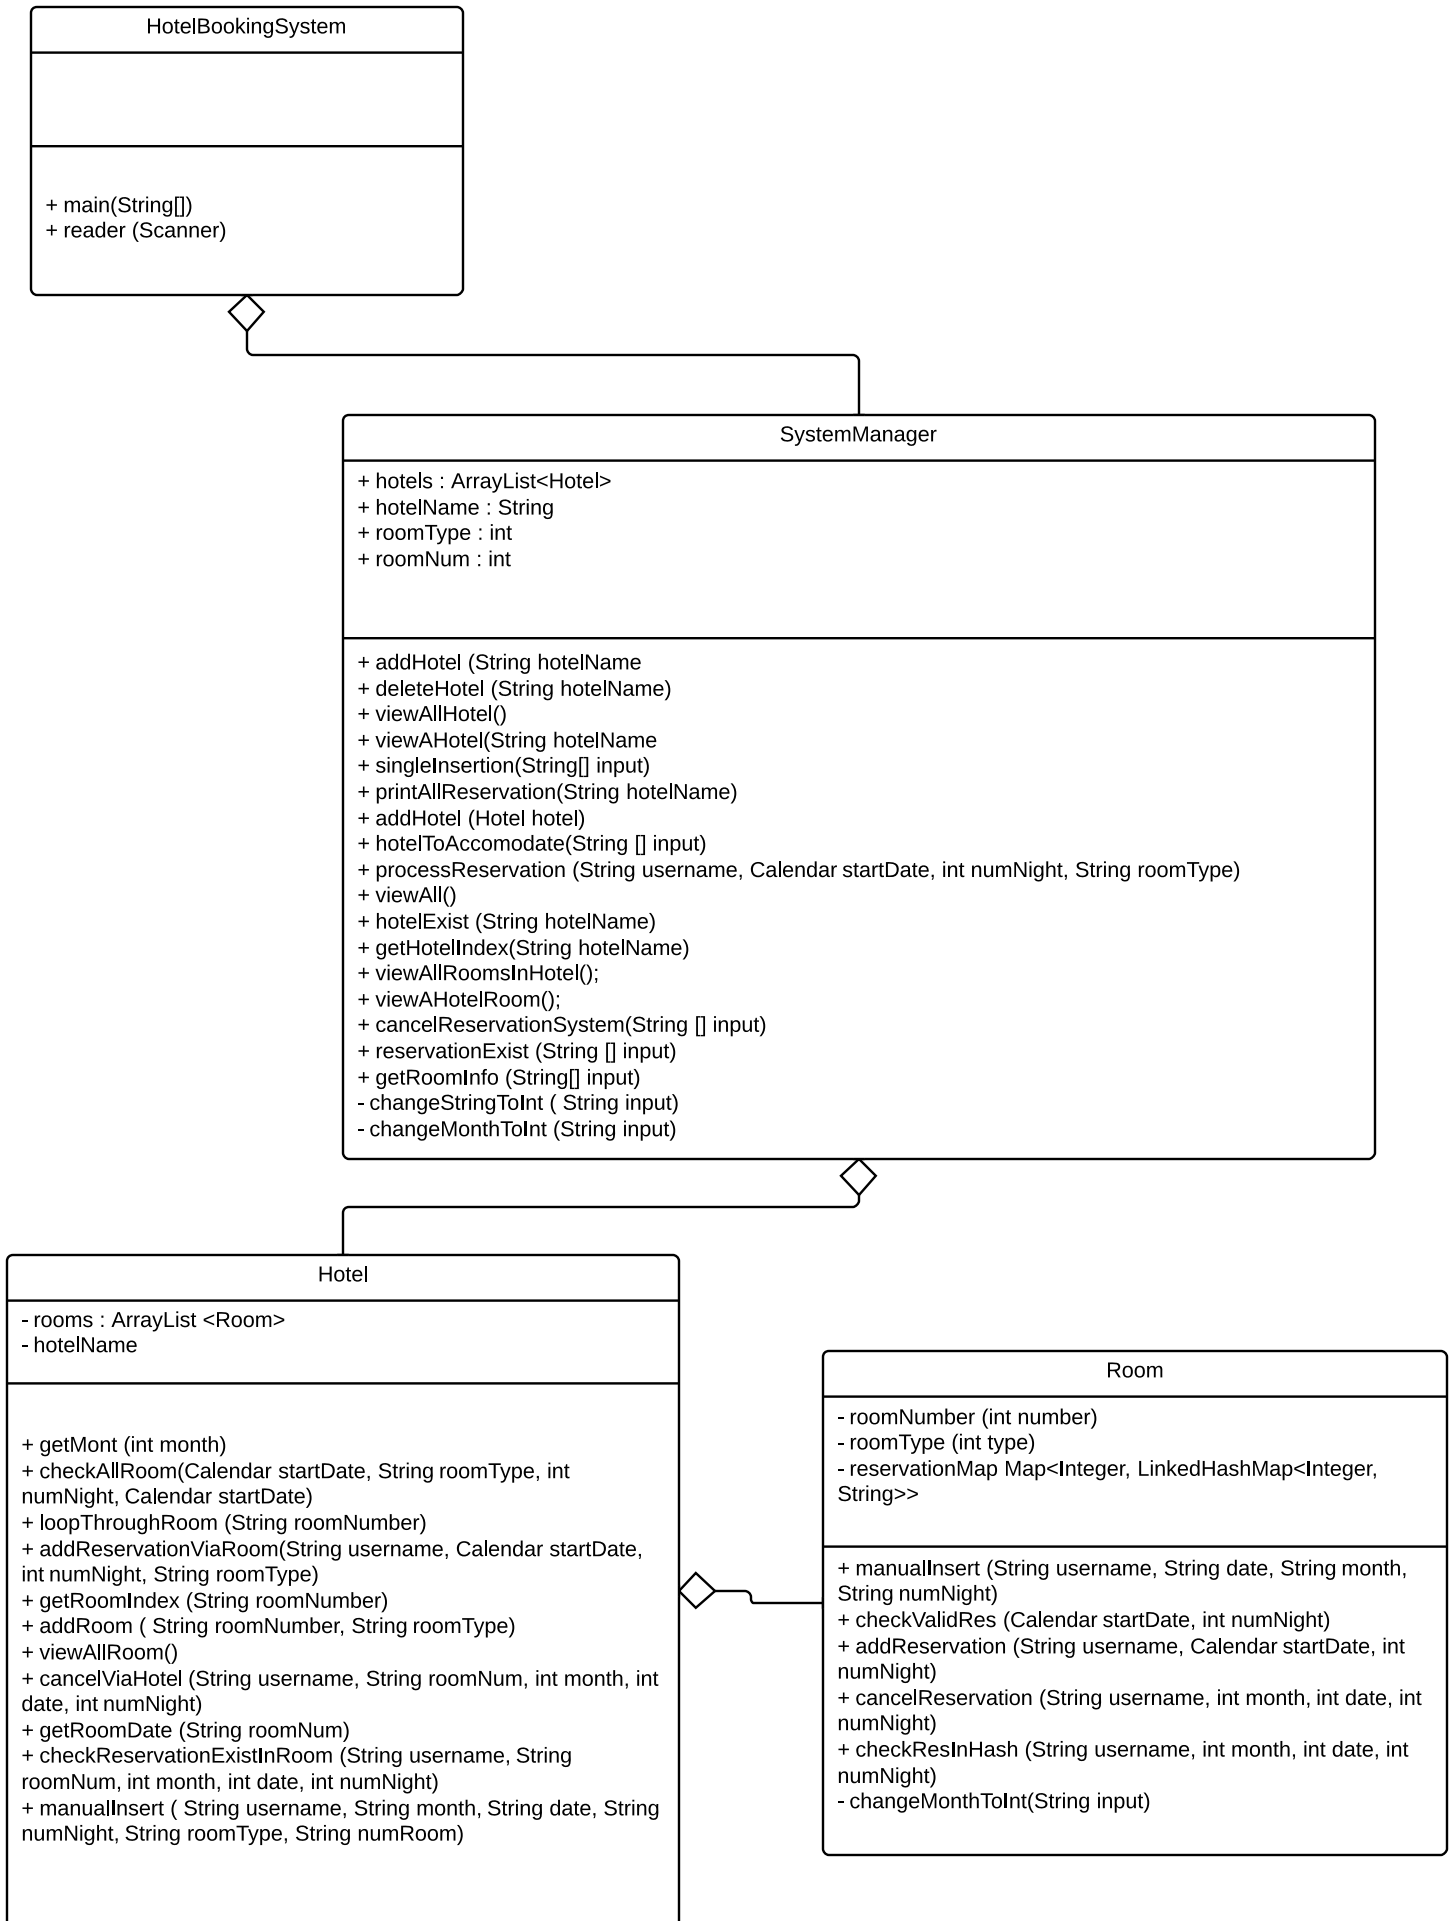 HotelBookingSystem
+ main(String[])
+ reader (Scanner)
SystemManager
+ hotels : ArrayList<Hotel>
+ hotelName : String
+ roomType : int
+ roomNum : int
+ addHotel (String hotelName
+ deleteHotel (String hotelName)
+ viewAllHotel()
+ viewAHotel(String hotelName
+ singleInsertion(String[] input)
+ printAllReservation(String hotelName)
+ addHotel (Hotel hotel)
+ hotelToAccomodate(String [] input)
+ processReservation (String username, Calendar startDate, int numNight, String roomType)
+ viewAll()
+ hotelExist (String hotelName)
+ getHotelIndex(String hotelName)
+ viewAllRoomsInHotel();
+ viewAHotelRoom();
+ cancelReservationSystem(String [] input)
+ reservationExist (String [] input)
+ getRoomInfo (String[] input)
- changeStringToInt ( String input)
- changeMonthToInt (String input)
Hotel
- rooms : ArrayList <Room>
- hotelName
+ getMont (int month)
+ checkAllRoom(Calendar startDate, String roomType, int
numNight, Calendar startDate)
+ loopThroughRoom (String roomNumber)
+ addReservationViaRoom(String username, Calendar startDate,
int numNight, String roomType)
+ getRoomIndex (String roomNumber)
+ addRoom ( String roomNumber, String roomType)
+ viewAllRoom()
+ cancelViaHotel (String username, String roomNum, int month, int
date, int numNight)
+ getRoomDate (String roomNum)
+ checkReservationExistInRoom (String username, String
roomNum, int month, int date, int numNight)
+ manualInsert ( String username, String month, String date, String
numNight, String roomType, String numRoom)
Room
- roomNumber (int number)
- roomType (int type)
- reservationMap Map<Integer, LinkedHashMap<Integer,
String>>
+ manualInsert (String username, String date, String month,
String numNight)
+ checkValidRes (Calendar startDate, int numNight)
+ addReservation (String username, Calendar startDate, int
numNight)
+ cancelReservation (String username, int month, int date, int
numNight)
+ checkResInHash (String username, int month, int date, int
numNight)
- changeMonthToInt(String input)